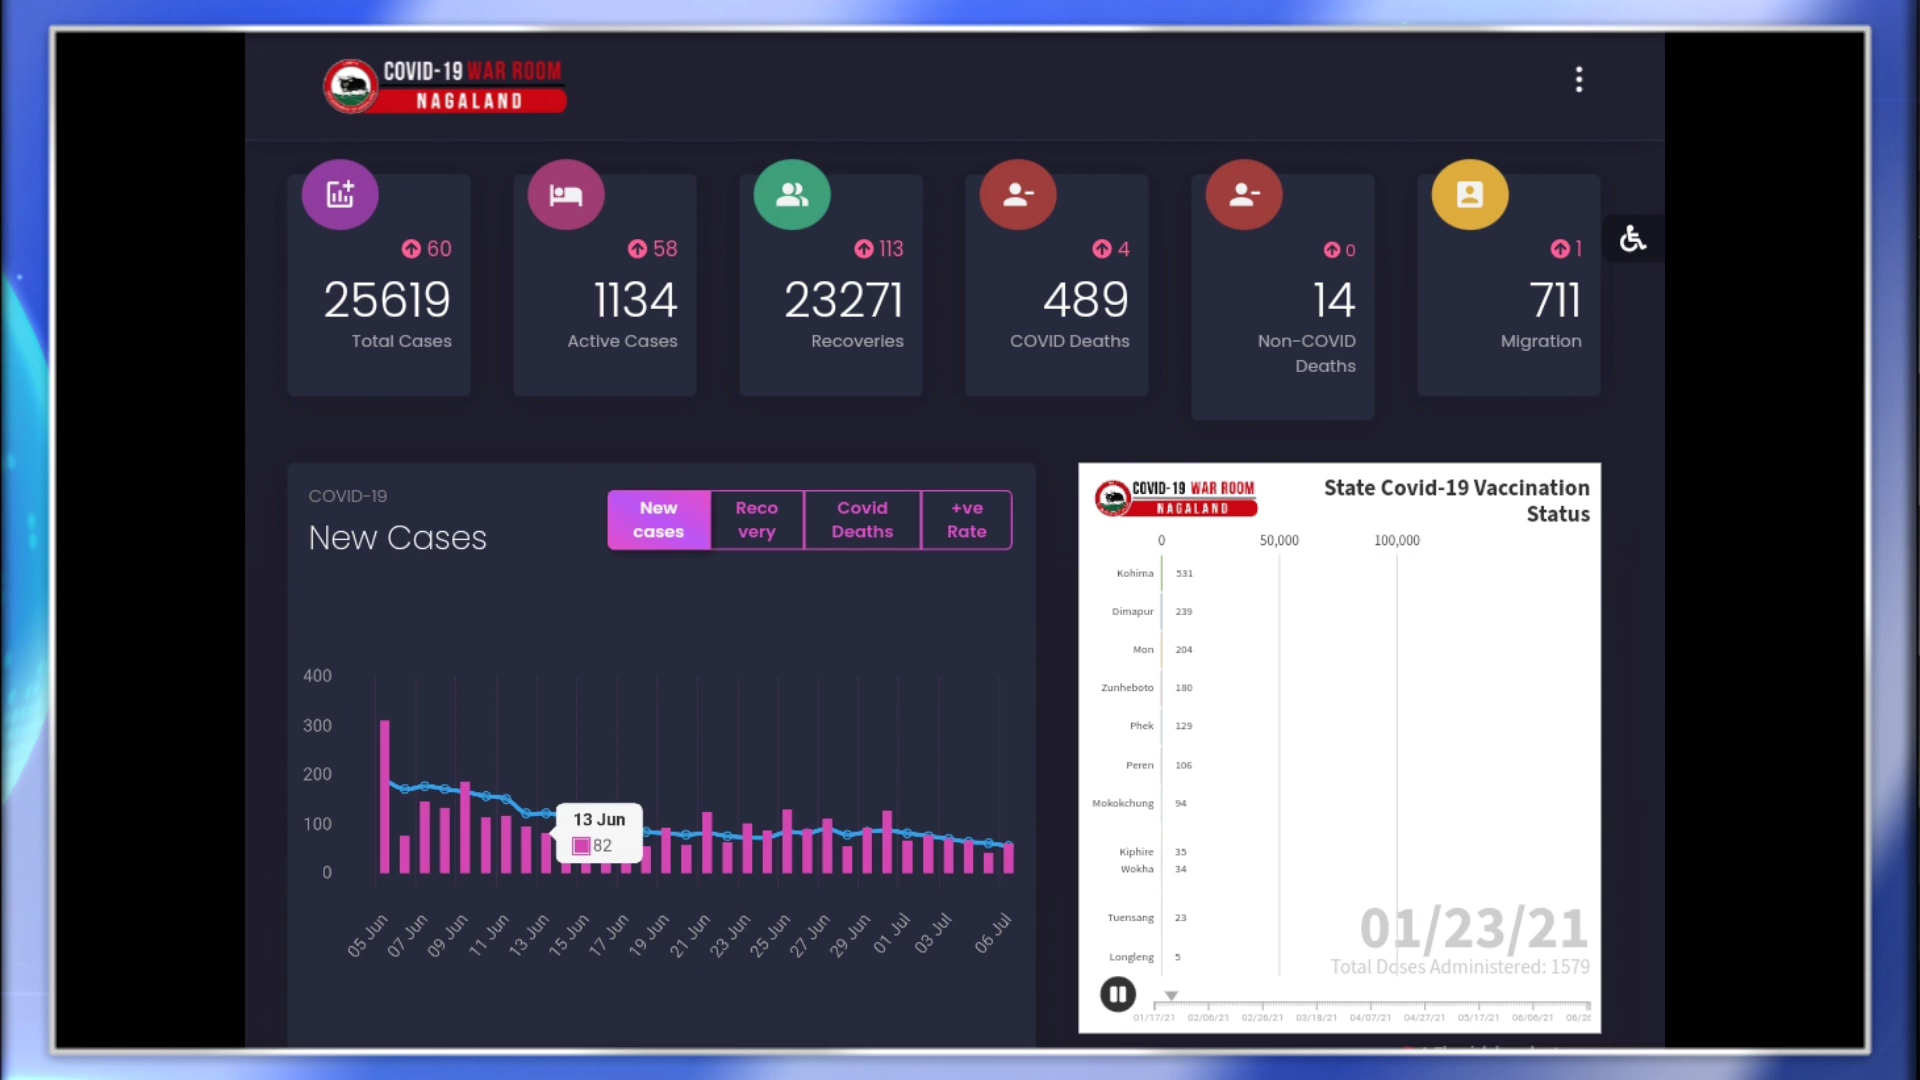 COVID-19 WAR ROOM
NAGALAND
60
25619
Total Cases
58
1134
Active Cases
113
23271
Recoveries
4
489
COVID Deaths
0
14
Non-COVID
Deaths
1
711
Migration
COVID-19
New Cases
New
cases
Reco
very
Covid
Deaths
+ve
Rate
400
300
200
100
0
13 Jun
82
05 Jun
07 Jun
09 Jun
11 Jun
13 Jun
15 Jun
17 Jun
19 Jun
21 Jun
23 Jun
25 Jun
27 Jun
29 Jun
01 Jul
03 Jul
06 Jul
COVID-19 WAR ROOM
NAGALAND
State Covid-19 Vaccination
Status
0 50,000 100,000
Kohima 531
Dimapur 239
Mon 204
Zunheboto 180
Phek 129
Peren 106
Mokokchung 94
Kiphire 35
Wokha 34
Tuensang 23
Longleng 5
01/23/21
Total Doses Administered: 1579
01/17/21 02/06/21 02/26/21 03/18/21 04/07/21 04/27/21 05/17/21 06/06/21 06/26